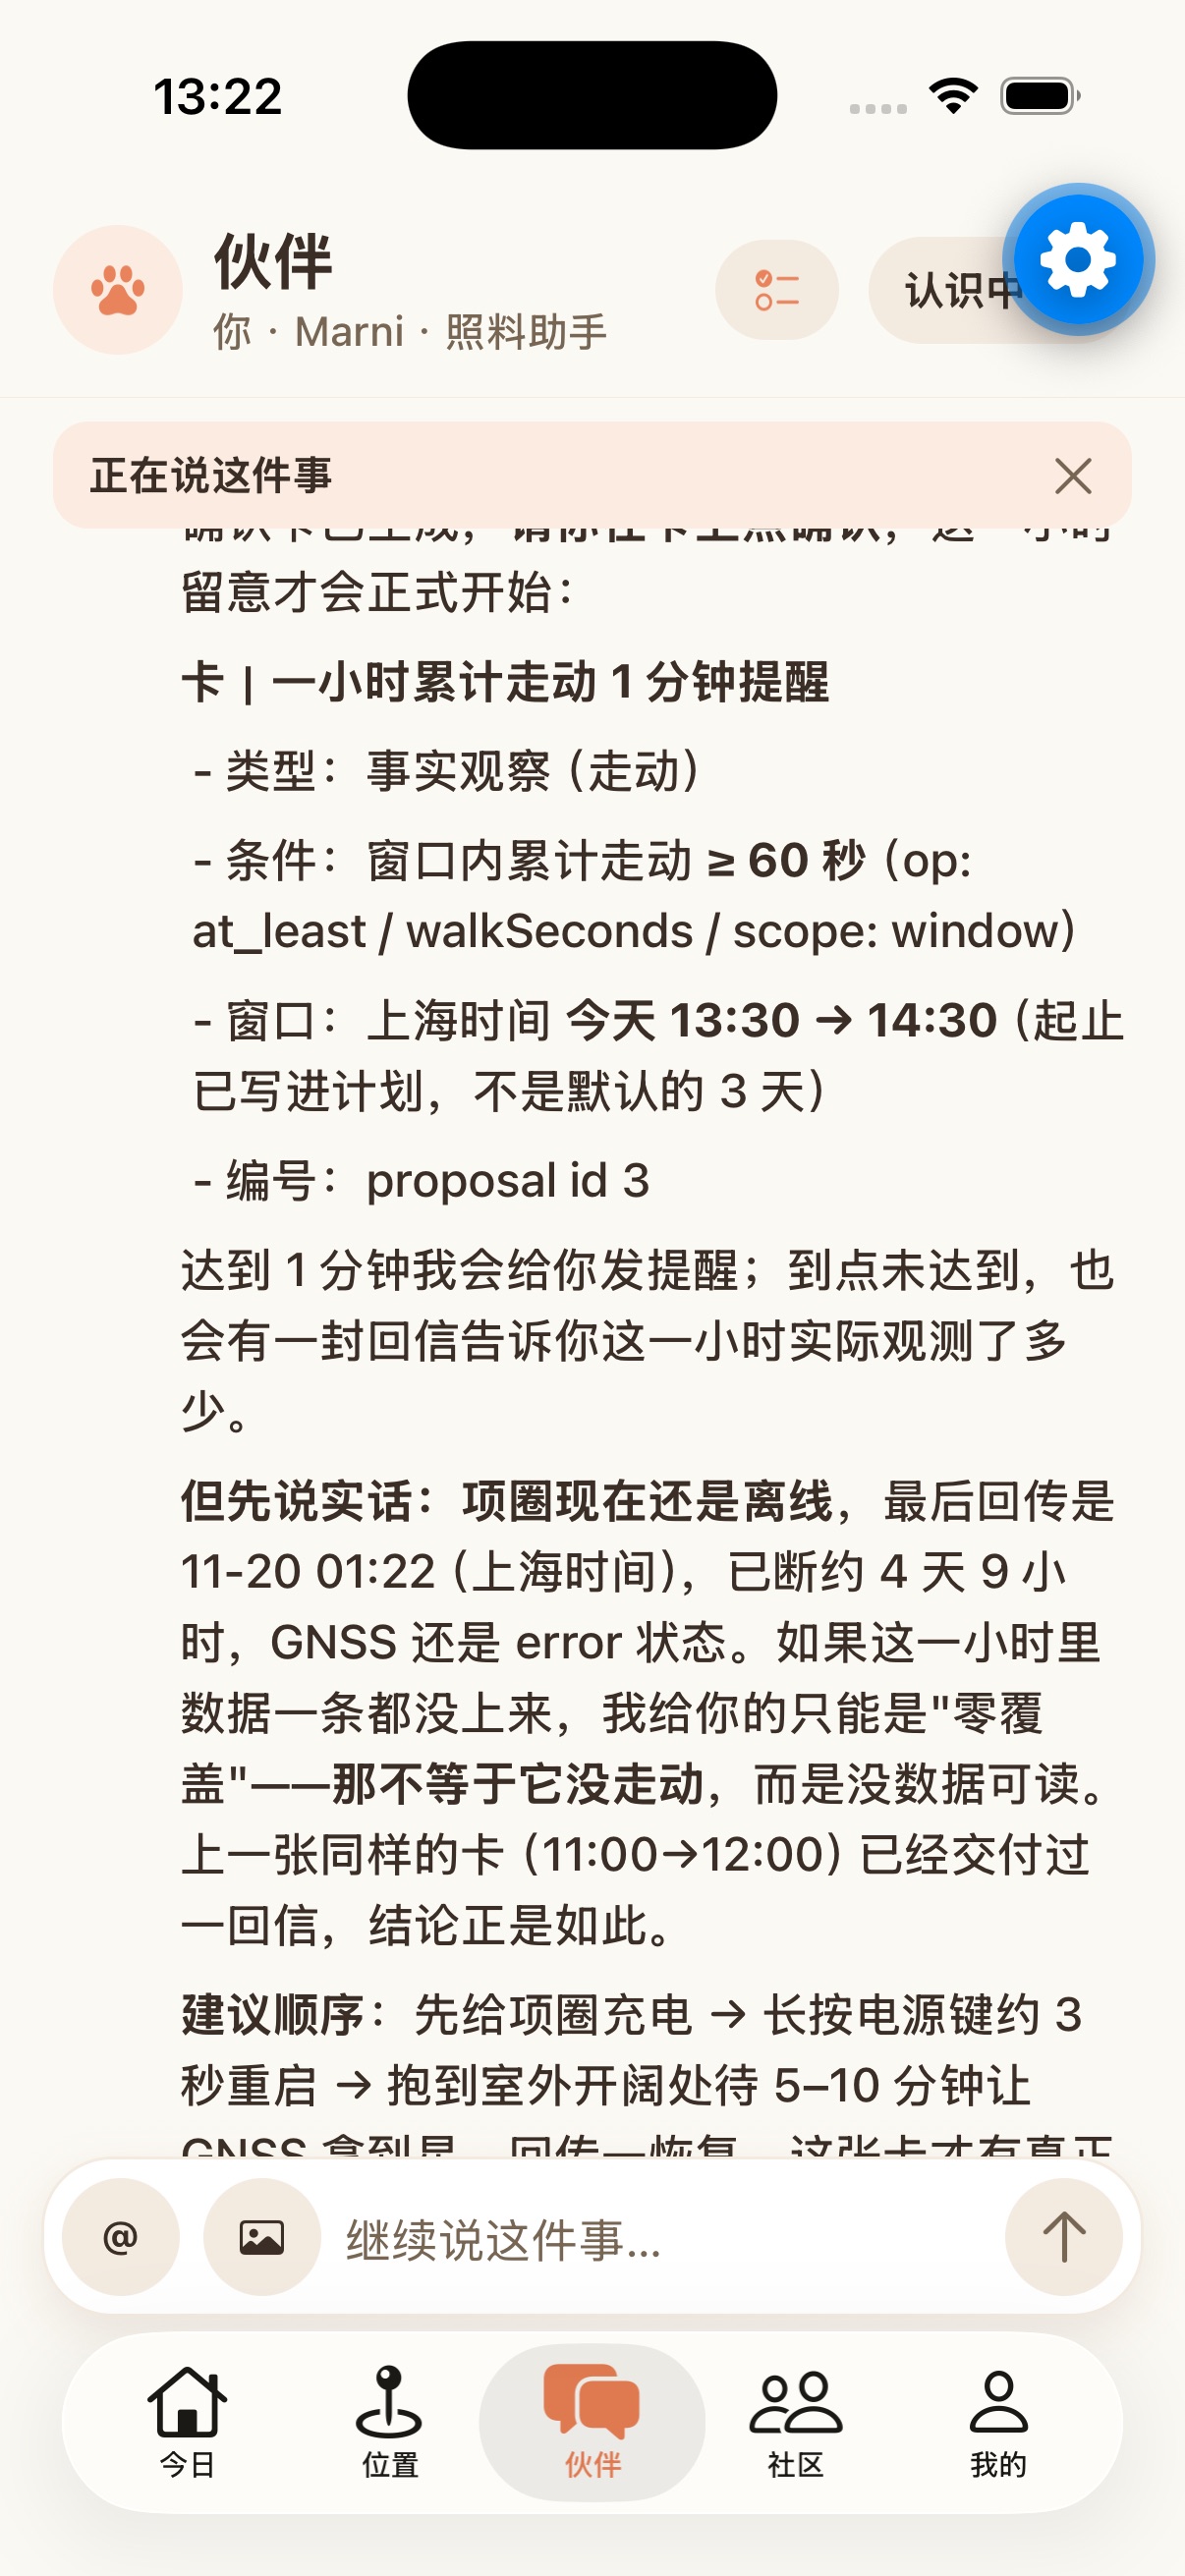 13:22
伙伴
你 · Marni · 照料助手
认识中
正在说这件事
留意才会正式开始：
卡 | 一小时累计走动 1 分钟提醒
- 类型：事实观察（走动）
- 条件：窗口内累计走动 ≥ 60 秒（op:
at_least / walkSeconds / scope: window）
- 窗口：上海时间 今天 13:30 → 14:30（起止
已写进计划，不是默认的 3 天）
- 编号：proposal id 3
达到 1 分钟我会给你发提醒；到点未达到，也
会有一封回信告诉你这一小时实际观测了多
少。
但先说实话：项圈现在还是离线，最后回传是
11-20 01:22（上海时间），已断约 4 天 9 小
时，GNSS 还是 error 状态。如果这一小时里
数据一条都没上来，我给你的只能是"零覆
盖"——那不等于它没走动，而是没数据可读。
上一张同样的卡（11:00→12:00）已经交付过
一回信，结论正是如此。
建议顺序：先给项圈充电 → 长按电源键约 3
秒重启 → 抱到室外开阔处待 5–10 分钟让
@
继续说这件事...
今日
位置
伙伴
社区
我的